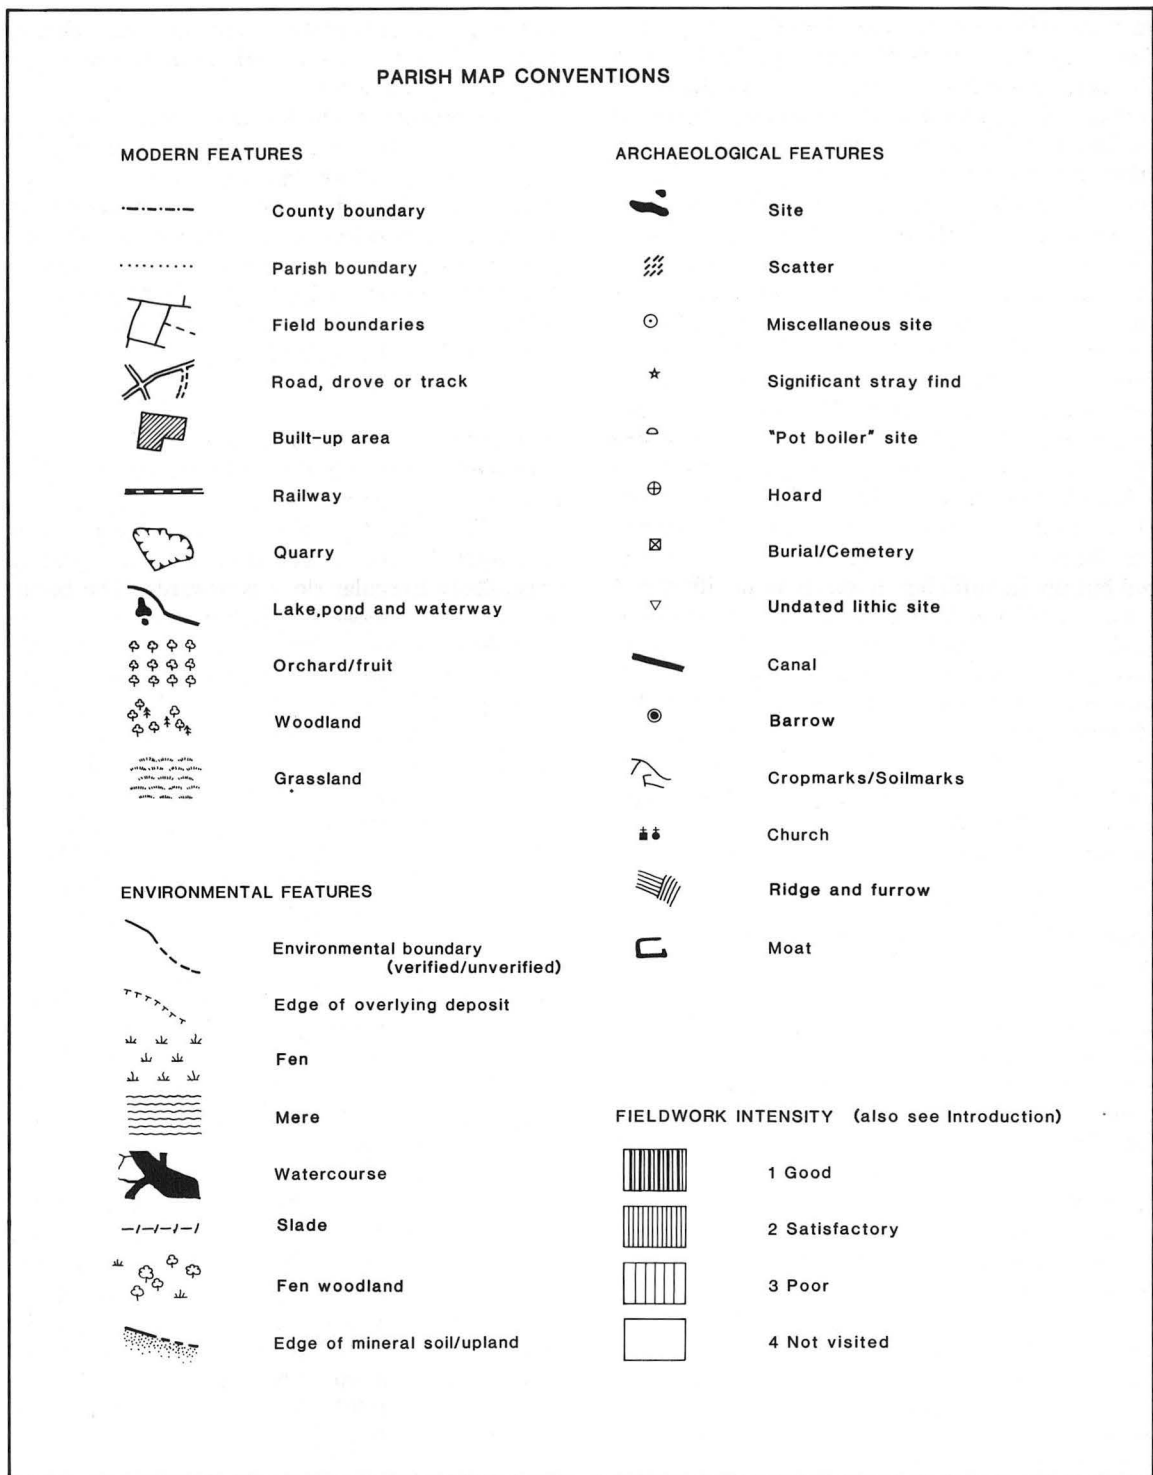 PARISH MAP CONVENTIONS
MODERN FEATURES
County boundary
Parish boundary
Field boundaries
Road, drove or track
Built-up area
Railway
Quarry
Lake,pond and waterway
Orchard/fruit
Woodland
Grassland
ENVIRONMENTAL FEATURES
Environmental boundary
(verified/unverified)
Edge of overlying deposit
Fen
Mere
Watercourse
Slade
Fen woodland
Edge of mineral soil/upland
ARCHAEOLOGICAL FEATURES
Site
Scatter
Miscellaneous site
Significant stray find
"Pot boiler" site
Hoard
Burial/Cemetery
Undated lithic site
Canal
Barrow
Cropmarks/Soilmarks
Church
Ridge and furrow
Moat
FIELDWORK INTENSITY (also see Introduction)
1 Good
2 Satisfactory
3 Poor
4 Not visited